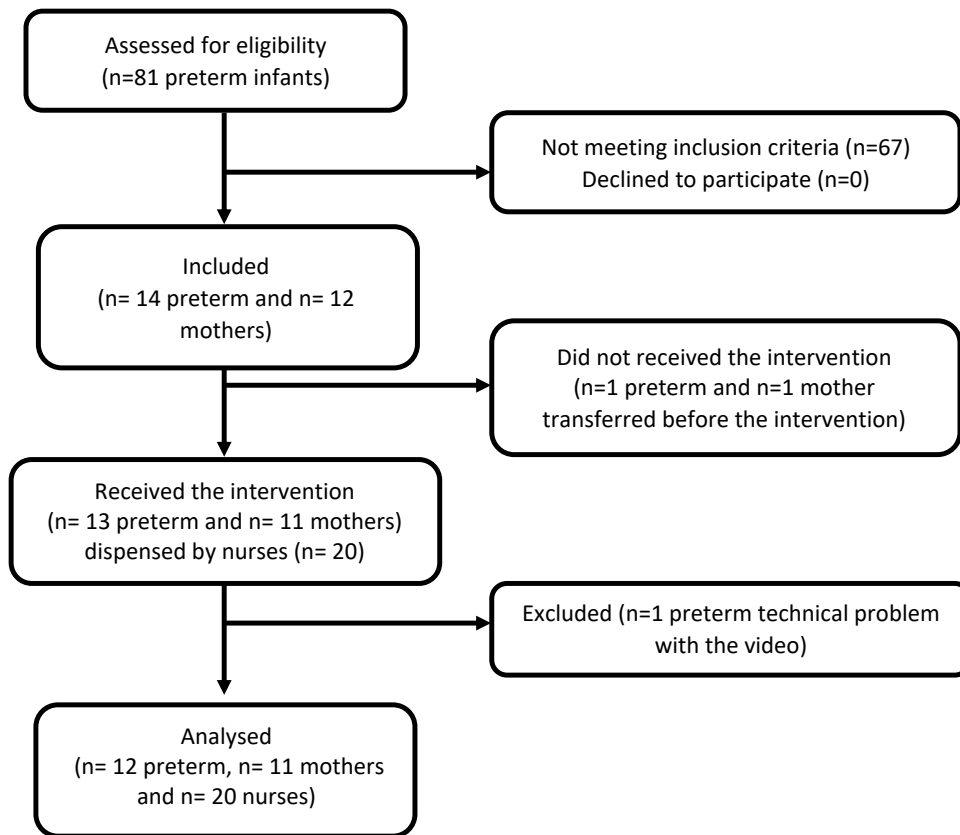 Assessed for eligibility
(n=81 preterm infants)
Not meeting inclusion criteria (n=67)
Declined to participate (n=0)
Included
(n= 14 preterm and n= 12
mothers)
Did not received the intervention
(n=1 preterm and n=1 mother
transferred before the intervention)
Received the intervention
(n= 13 preterm and n= 11 mothers)
dispensed by nurses (n= 20)
Excluded (n=1 preterm technical problem
with the video)
Analysed
(n= 12 preterm, n= 11 mothers
and n= 20 nurses)